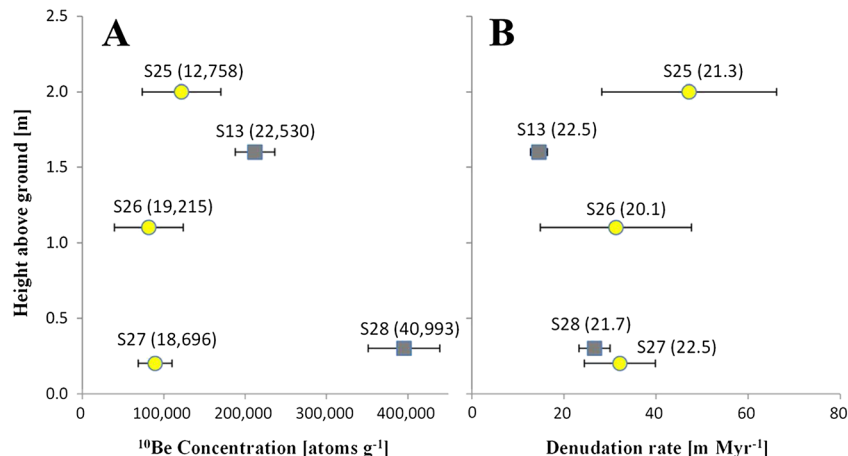 A
B
2.5
2.0
1.5
1.0
0.5
0.0
Height above ground [m]
S25 (12,758)
S13 (22,530)
S26 (19,215)
S27 (18,696)
S28 (40,993)
0
100,000
200,000
300,000
400,000
¹⁰Be Concentration [atoms g⁻¹]
S25 (21.3)
S13 (22.5)
S26 (20.1)
S28 (21.7)
S27 (22.5)
0
20
40
60
80
Denudation rate [m Myr⁻¹]